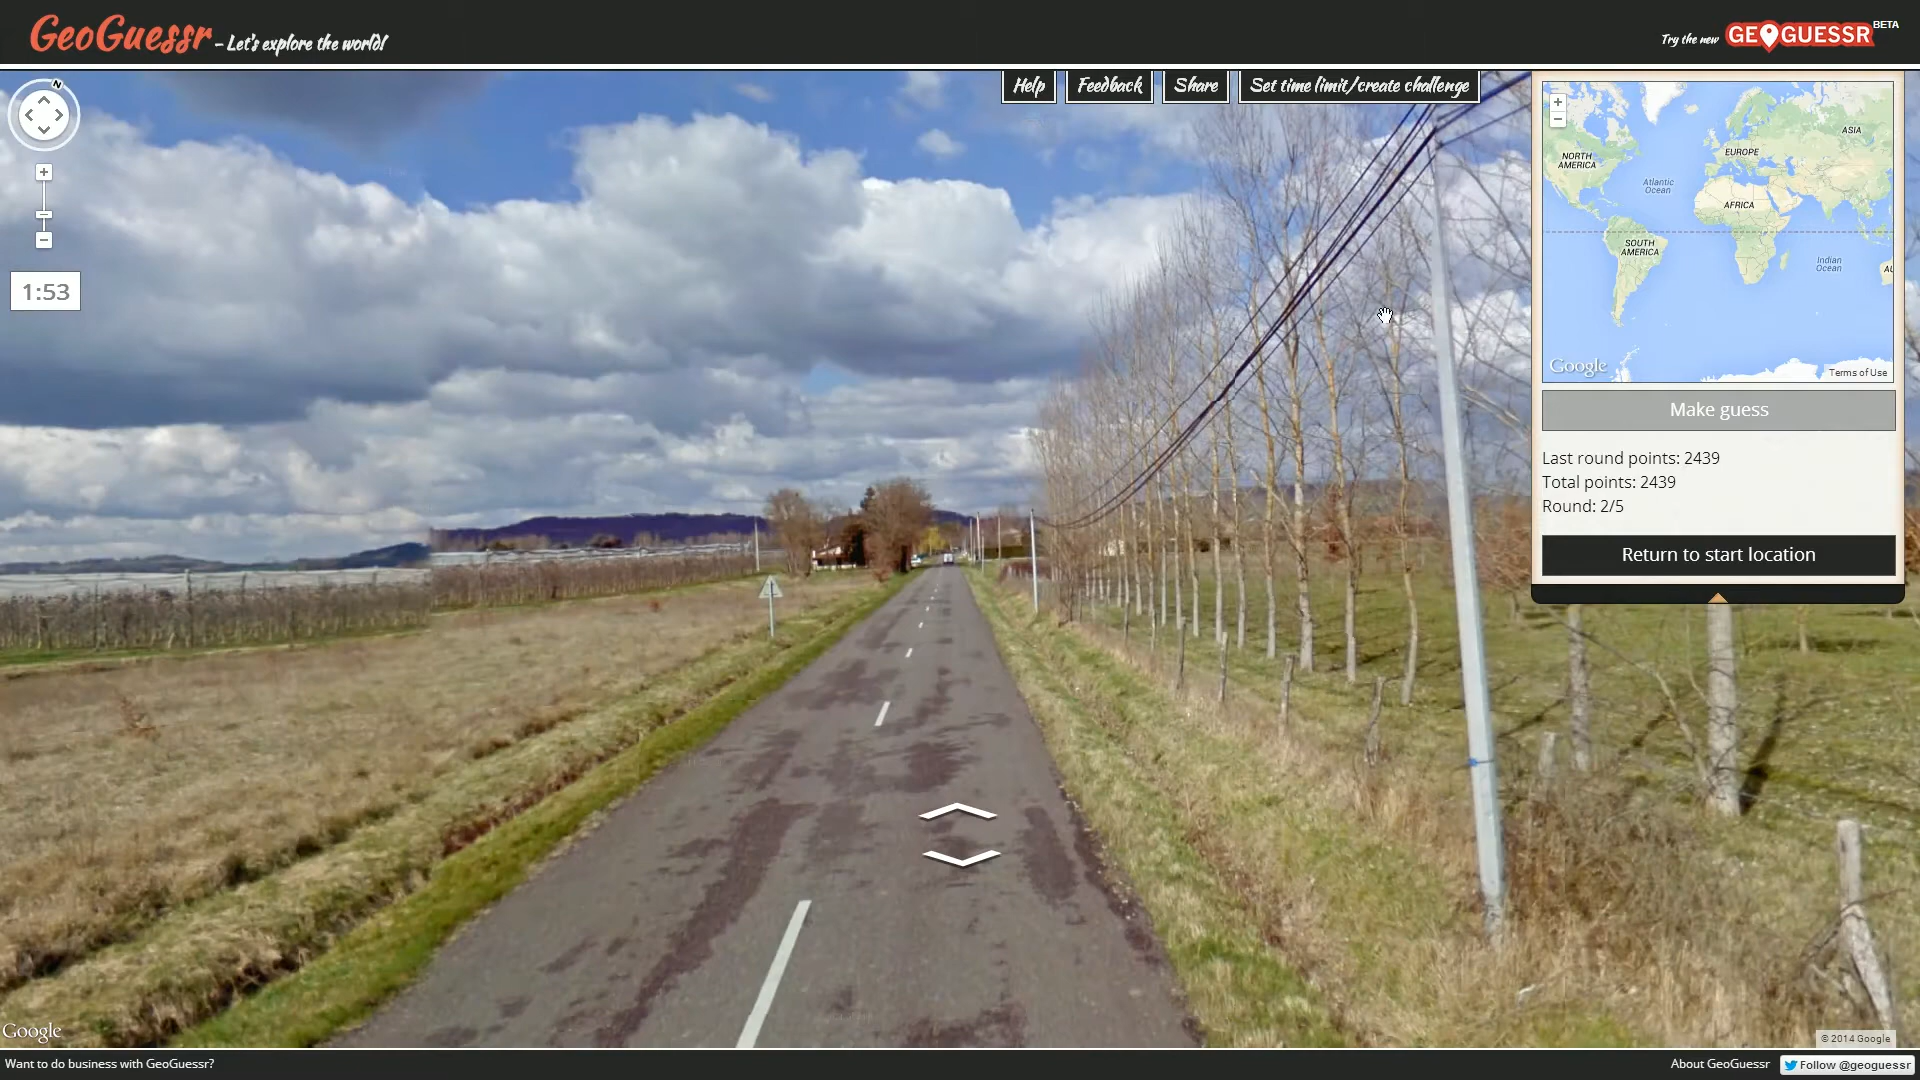 GeoGuessr - Let's explore the world!
Try the new GEOGUESSR BETA
N
Help
Feedback
Share
Set time limit/create challenge
1:53
NORTH AMERICA
Atlantic Ocean
EUROPE
ASIA
AFRICA
SOUTH AMERICA
Indian Ocean
AU
Google
Terms of Use
Make guess
Last round points: 2439
Total points: 2439
Round: 2/5
Return to start location
Google
© 2014 Google
Want to do business with GeoGuessr?
About GeoGuessr
Follow @geoguessr